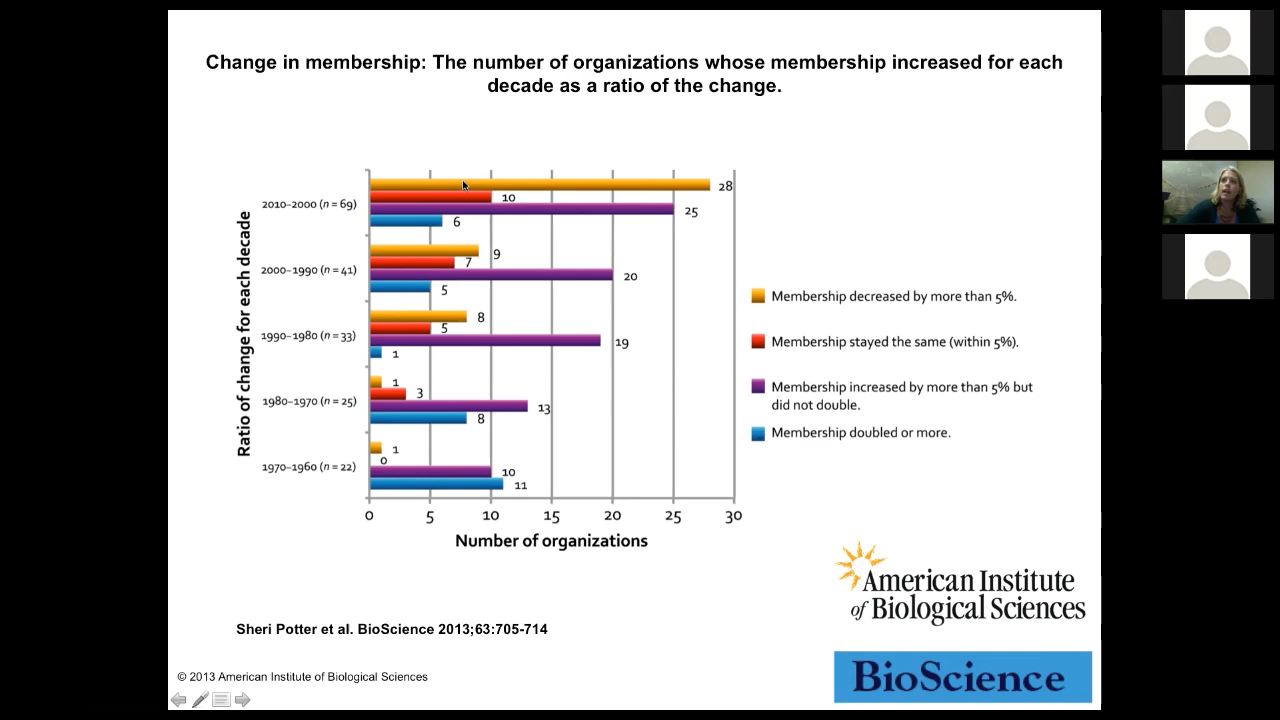 Change in membership: The number of organizations whose membership increased for each
decade as a ratio of the change.
Ratio of change for each decade
2010–2000 (n = 69)
28
10
25
6
2000–1990 (n = 41)
9
7
20
5
1990–1980 (n = 33)
8
5
19
1
1980–1970 (n = 25)
1
3
13
8
1970–1960 (n = 22)
1
0
10
11
0 5 10 15 20 25 30
Number of organizations
Membership decreased by more than 5%.
Membership stayed the same (within 5%).
Membership increased by more than 5% but
did not double.
Membership doubled or more.
American Institute
of Biological Sciences
Sheri Potter et al. BioScience 2013;63:705-714
© 2013 American Institute of Biological Sciences
BioScience